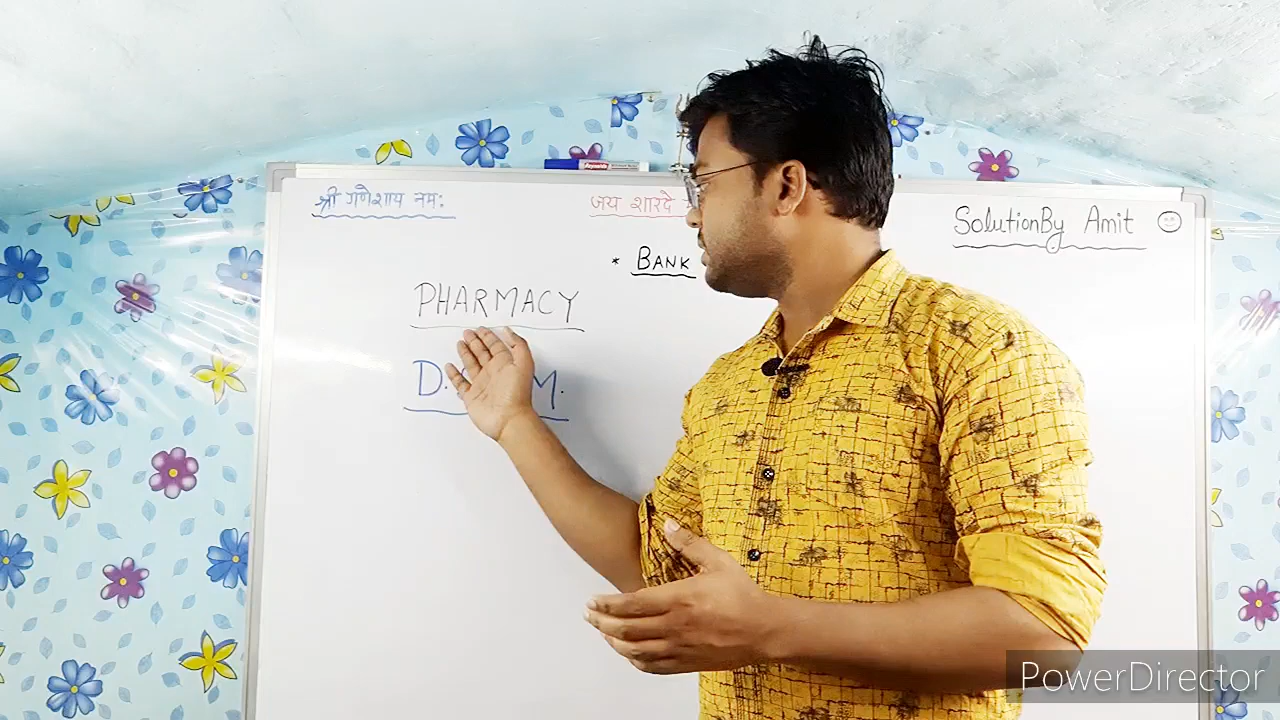 श्री गणेशाय नमः
जय शारदे
SolutionBy Amit
* BANK
PHARMACY
PowerDirector